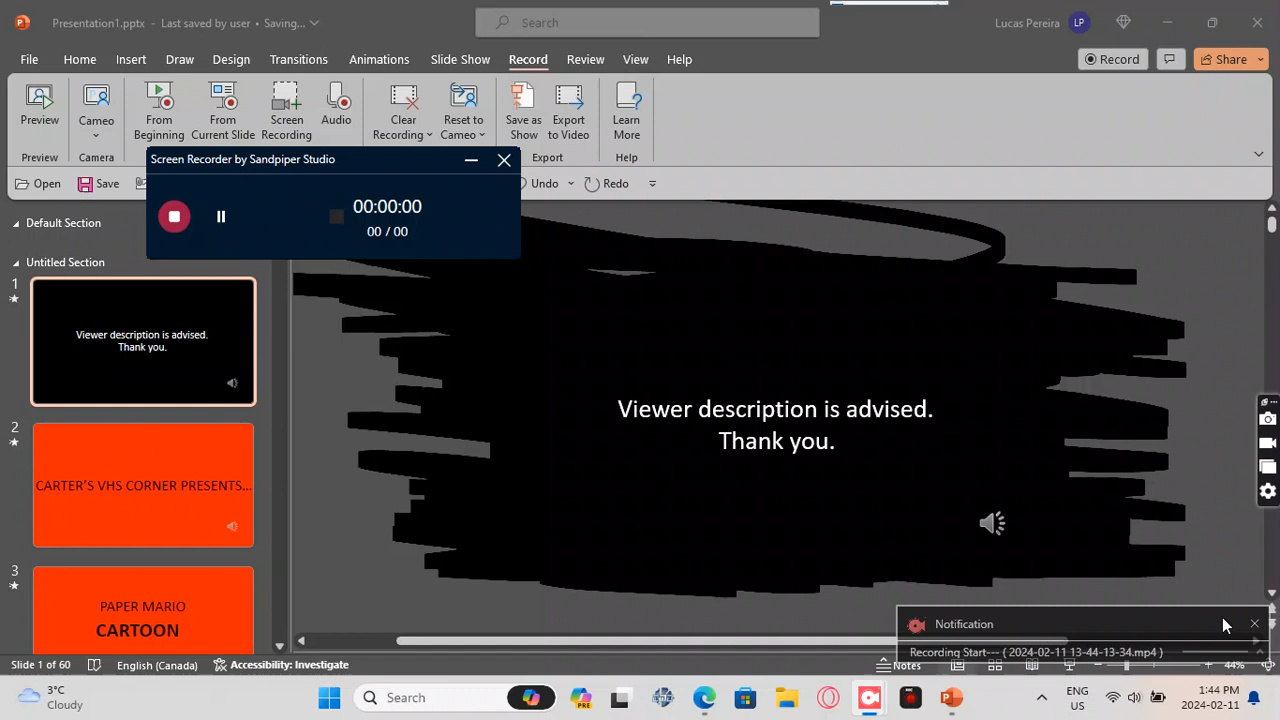 Presentation1.pptx • Last saved by user • Saving...
Search
Lucas Pereira
LP
File Home Insert Draw Design Transitions Animations Slide Show Record Review View Help
Record
Share
Preview
Cameo
From Beginning
From Current Slide
Screen Recording
Audio
Clear Recording
Reset to Cameo
Save as Show
Export to Video
Learn More
Preview Camera Export Help
Screen Recorder by Sandpiper Studio
00:00:00
00 / 00
Open Save Undo Redo
Default Section
Untitled Section
1
Viewer description is advised.
Thank you.
2
CARTER'S VHS CORNER PRESENTS...
3
PAPER MARIO
CARTOON
Viewer description is advised.
Thank you.
Notification
Recording Start--- ( 2024-02-11 13-44-13-34.mp4 )
Slide 1 of 60 English (Canada) Accessibility: Investigate Notes 44%
3°C
Cloudy
Search
PRE
REC
ENG
US
1:44 PM
2024-02-11